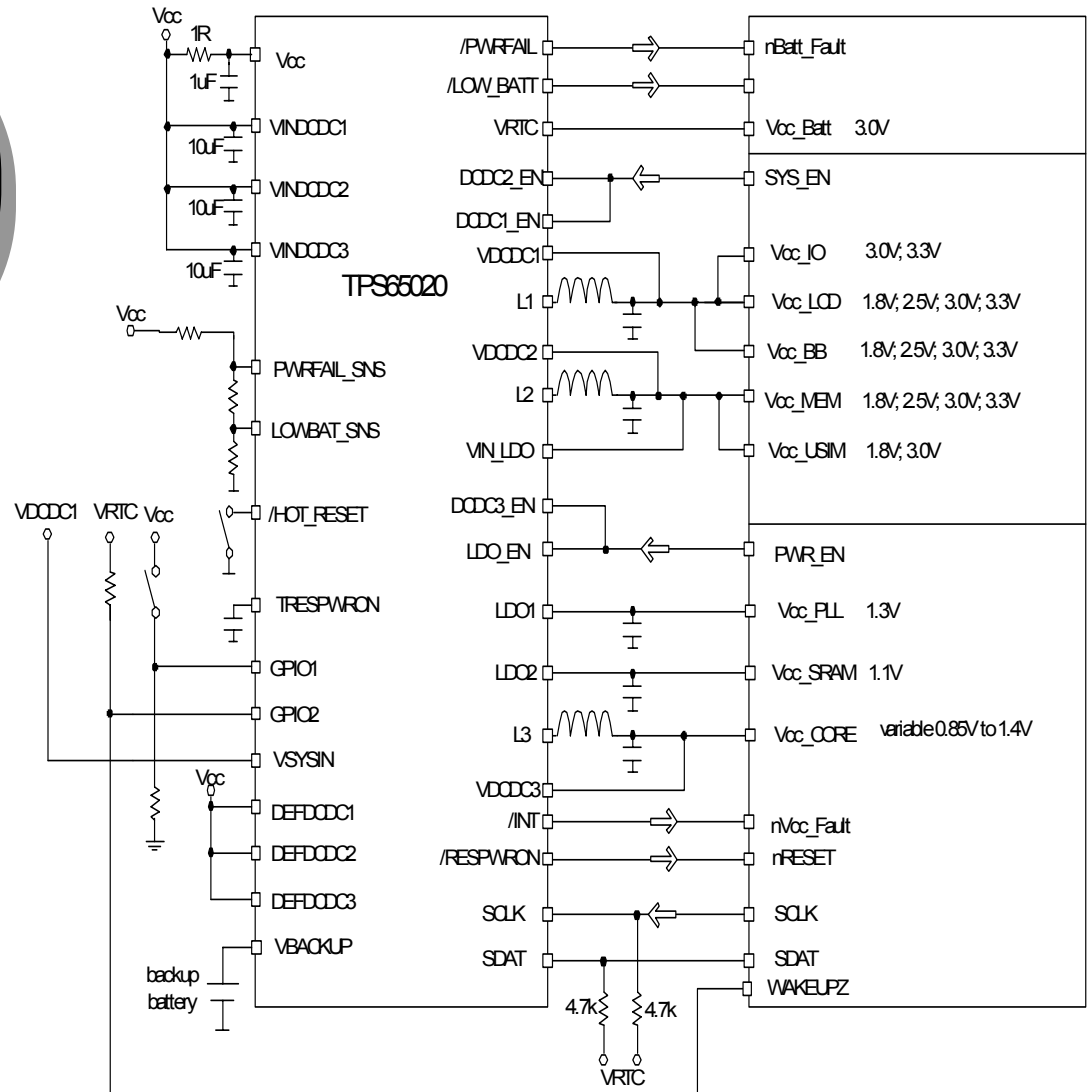 Vcc
1R
Vcc
1uF
VINDCDC1
10uF
VINDCDC2
10uF
VINDCDC3
10uF
TPS65020
Vcc
PWRFAIL_SNS
LOWBAT_SNS
VDCDC1 VRTC Vcc
/HOT_RESET
TRESPWRON
GPIO1
GPIO2
VSYSIN
Vcc
DEFDCDC1
DEFDCDC2
DEFDCDC3
VBACKUP
backup
battery
/PWRFAIL
/LOW_BATT
VRTC
DCDC2_EN
DCDC1_EN
VDCDC1
L1
VDCDC2
L2
VIN_LDO
DCDC3_EN
LDO_EN
LDO1
LDO2
L3
VDCDC3
/INT
/RESPWRON
SCLK
SDAT
4.7k 4.7k
VRTC
nBatt_Fault
Vcc_Batt 3.0V
SYS_EN
Vcc_IO 3.0V; 3.3V
Vcc_LCD 1.8V; 2.5V; 3.0V; 3.3V
Vcc_BB 1.8V; 2.5V; 3.0V; 3.3V
Vcc_MEM 1.8V; 2.5V; 3.0V; 3.3V
Vcc_USIM 1.8V; 3.0V
PWR_EN
Vcc_PLL 1.3V
Vcc_SRAM 1.1V
Vcc_CORE variable 0.85V to 1.4V
nVcc_Fault
nRESET
SCLK
SDAT
WAKEUPZ